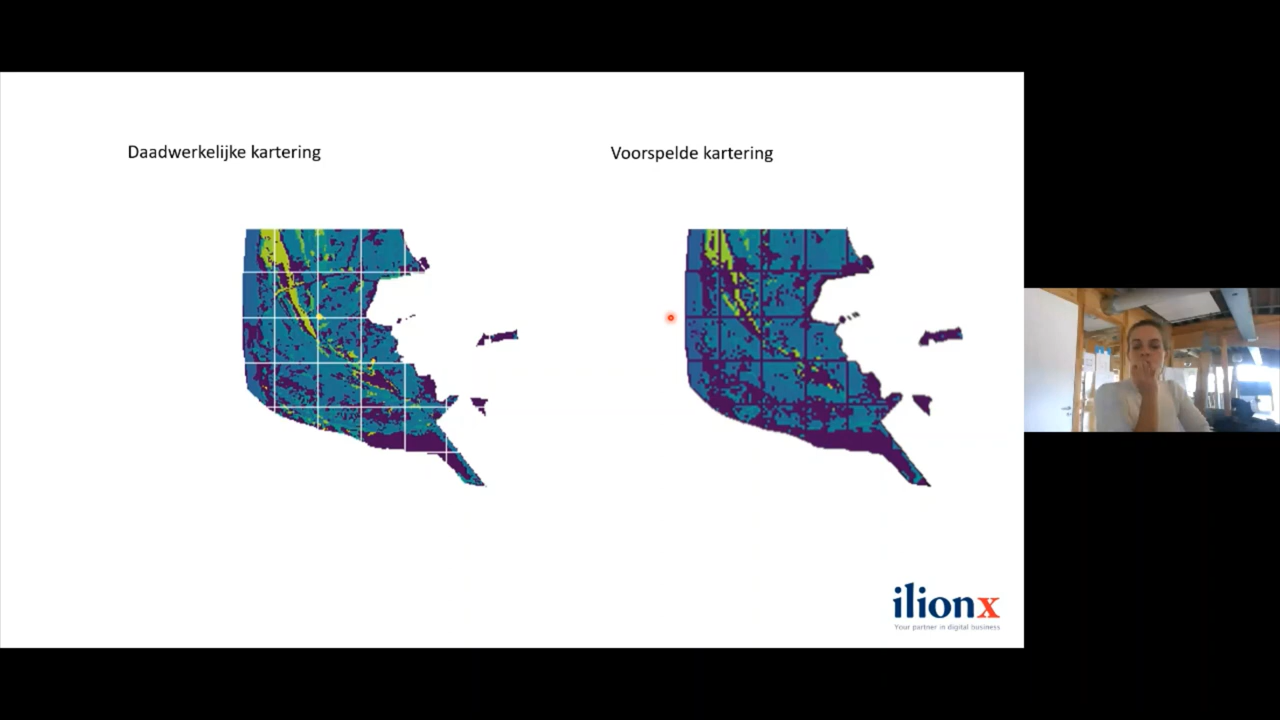 Daadwerkelijke kartering
Voorspelde kartering
ilionx
Your partner in digital business